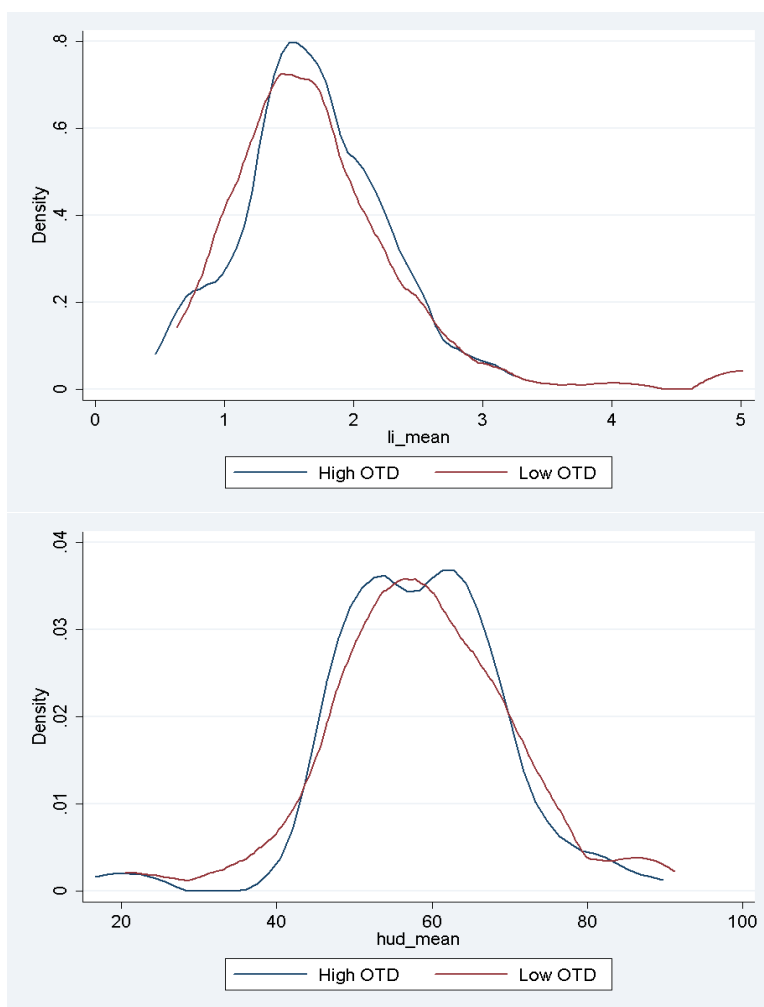 Density
.8
.6
.4
.2
0
0 1 2 3 4 5
li_mean
High OTD Low OTD
Density
.04
.03
.02
.01
0
20 40 60 80 100
hud_mean
High OTD Low OTD